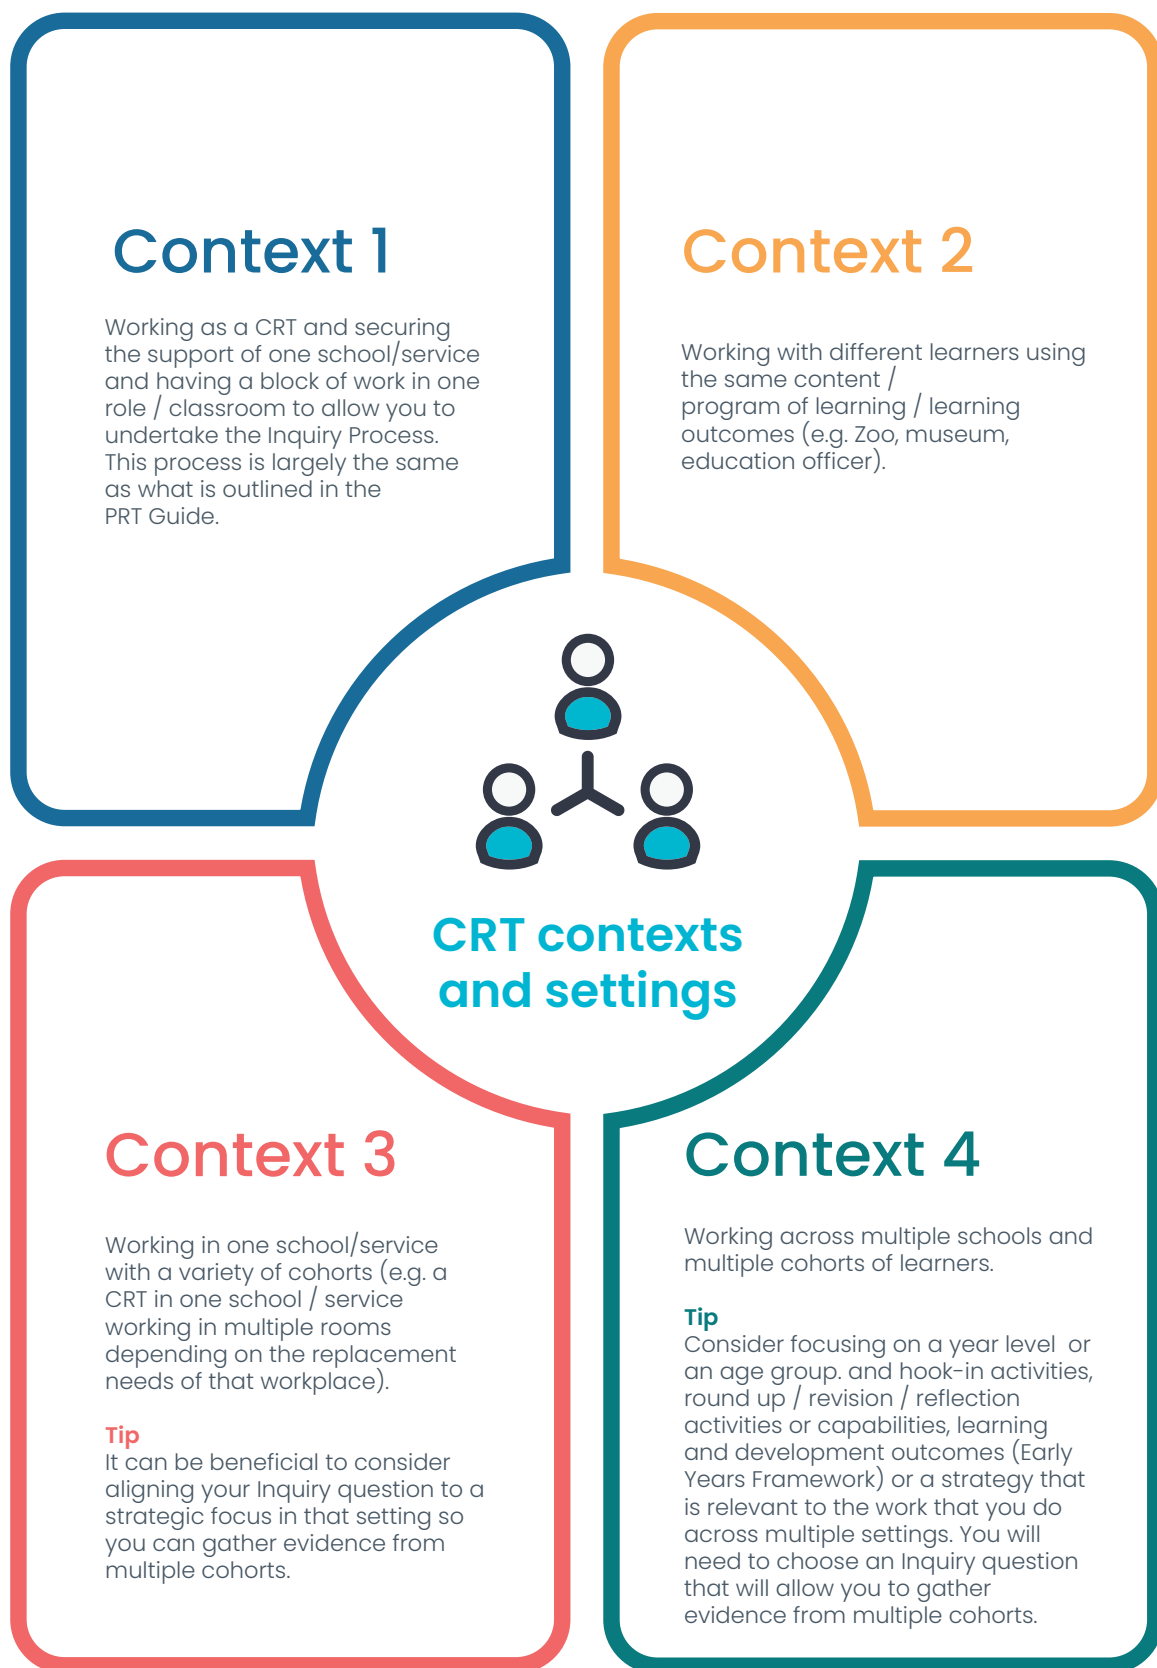 Context 1
Working as a CRT and securing
the support of one school/service
and having a block of work in one
role / classroom to allow you to
undertake the Inquiry Process.
This process is largely the same
as what is outlined in the
PRT Guide.
Context 2
Working with different learners using
the same content /
program of learning / learning
outcomes (e.g. Zoo, museum,
education officer).
CRT contexts
and settings
Context 3
Working in one school/service
with a variety of cohorts (e.g. a
CRT in one school / service
working in multiple rooms
depending on the replacement
needs of that workplace).
Tip
It can be beneficial to consider
aligning your Inquiry question to a
strategic focus in that setting so
you can gather evidence from
multiple cohorts.
Context 4
Working across multiple schools and
multiple cohorts of learners.
Tip
Consider focusing on a year level  or
an age group. and hook-in activities,
round up / revision / reflection
activities or capabilities, learning
and development outcomes (Early
Years Framework) or a strategy that
is relevant to the work that you do
across multiple settings. You will
need to choose an Inquiry question
that will allow you to gather
evidence from multiple cohorts.